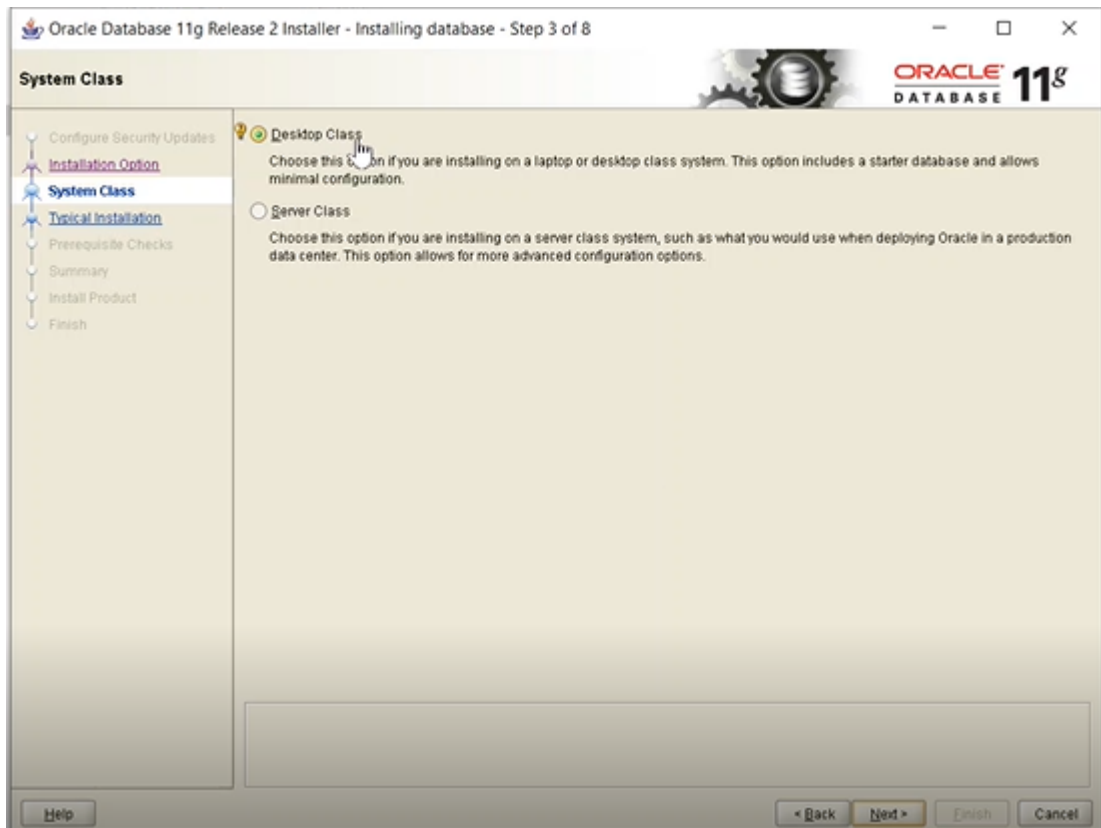 Oracle Database 11g Release 2 Installer - Installing database - Step 3 of 8
System Class
ORACLE
DATABASE
11g
Configure Security Updates
Installation Option
System Class
Typical Installation
Prerequisite Checks
Summary
Install Product
Finish
Desktop Class
Choose this if you are installing on a laptop or desktop class system. This option includes a starter database and allows
minimal configuration.
Server Class
Choose this option if you are installing on a server class system, such as what you would use when deploying Oracle in a production
data center. This option allows for more advanced configuration options.
Help
< Back
Next >
Finish
Cancel